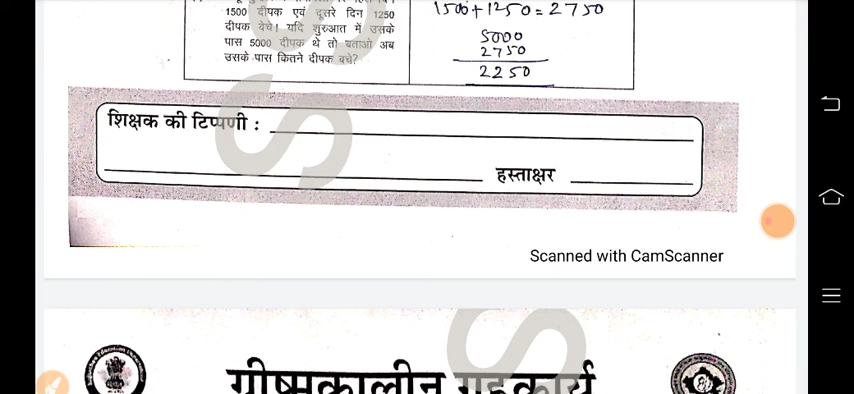 1500 दीपक एवं दूसरे दिन 1250
दीपक बेचे। यदि शुरुआत में उसके
पास 5000 दीपक थे तो बताओ अब
उसके पास कितने दीपक बचे?
1500+1250=2750
5000
2750
2250
शिक्षक की टिप्पणी :
हस्ताक्षर
Scanned with CamScanner
ग्रीष्मकालीन गृहकार्य